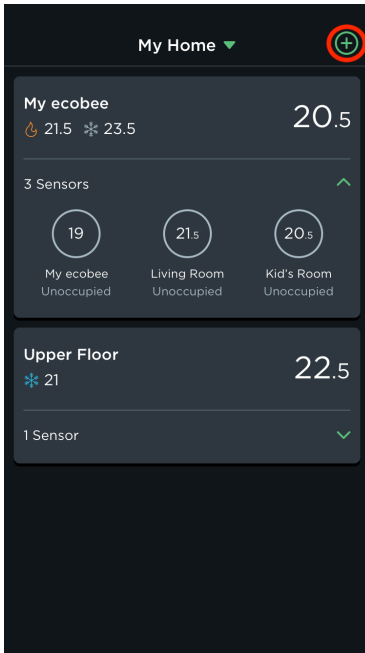 My Home
My ecobee
20.5
21.5 23.5
3 Sensors
19 21.5 20.5
My ecobee Living Room Kid's Room
Unoccupied Unoccupied Unoccupied
Upper Floor
22.5
21
1 Sensor